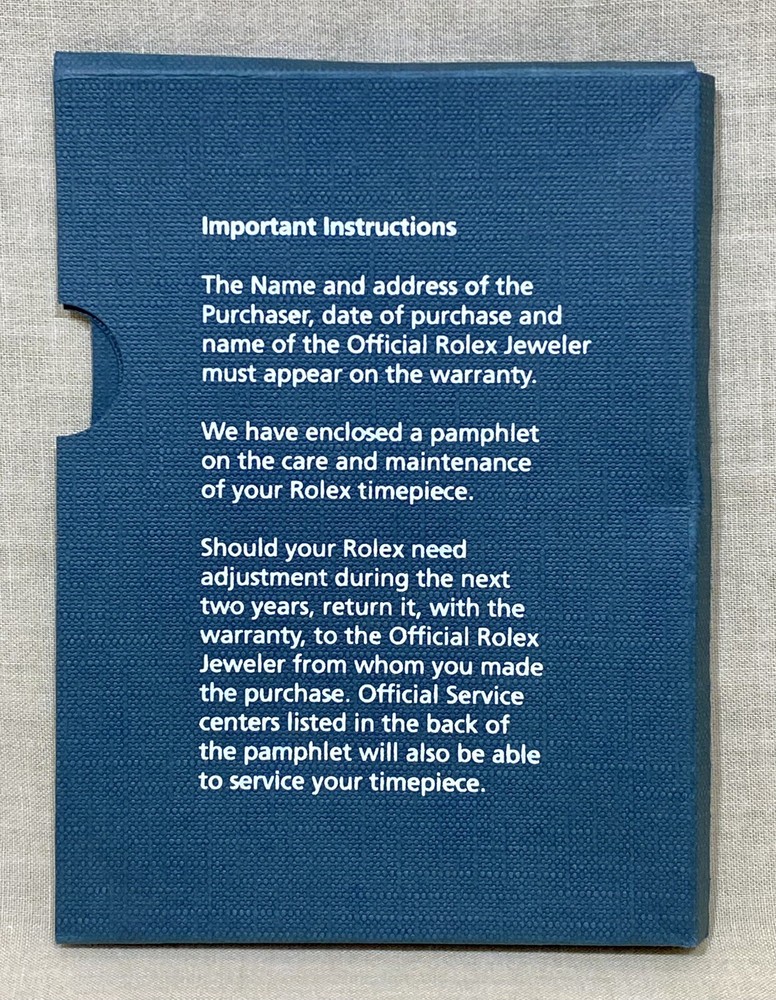 Important Instructions
The Name and address of the
Purchaser, date of purchase and
name of the Official Rolex Jeweler
must appear on the warranty.
We have enclosed a pamphlet
on the care and maintenance
of your Rolex timepiece.
Should your Rolex need
adjustment during the next
two years, return it, with the
warranty, to the Official Rolex
Jeweler from whom you made
the purchase. Official Service
centers listed in the back of
the pamphlet will also be able
to service your timepiece.